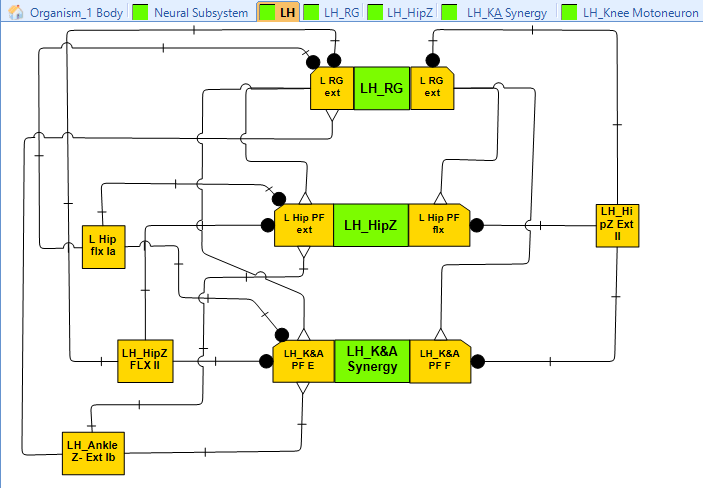 Organism_1 Body Neural Subsystem LH LH_RG LH_HipZ LH_KA Synergy LH_Knee Motoneuron
L RG
ext
LH_RG
L RG
ext
L Hip PF
ext
LH_HipZ
L Hip PF
flx
LH_Hi
pZ Ext
II
L Hip
flx Ia
LH_HipZ
FLX II
LH_K&A
PF E
LH_K&A
Synergy
LH_K&A
PF F
LH_Ankle
Z- Ext Ib